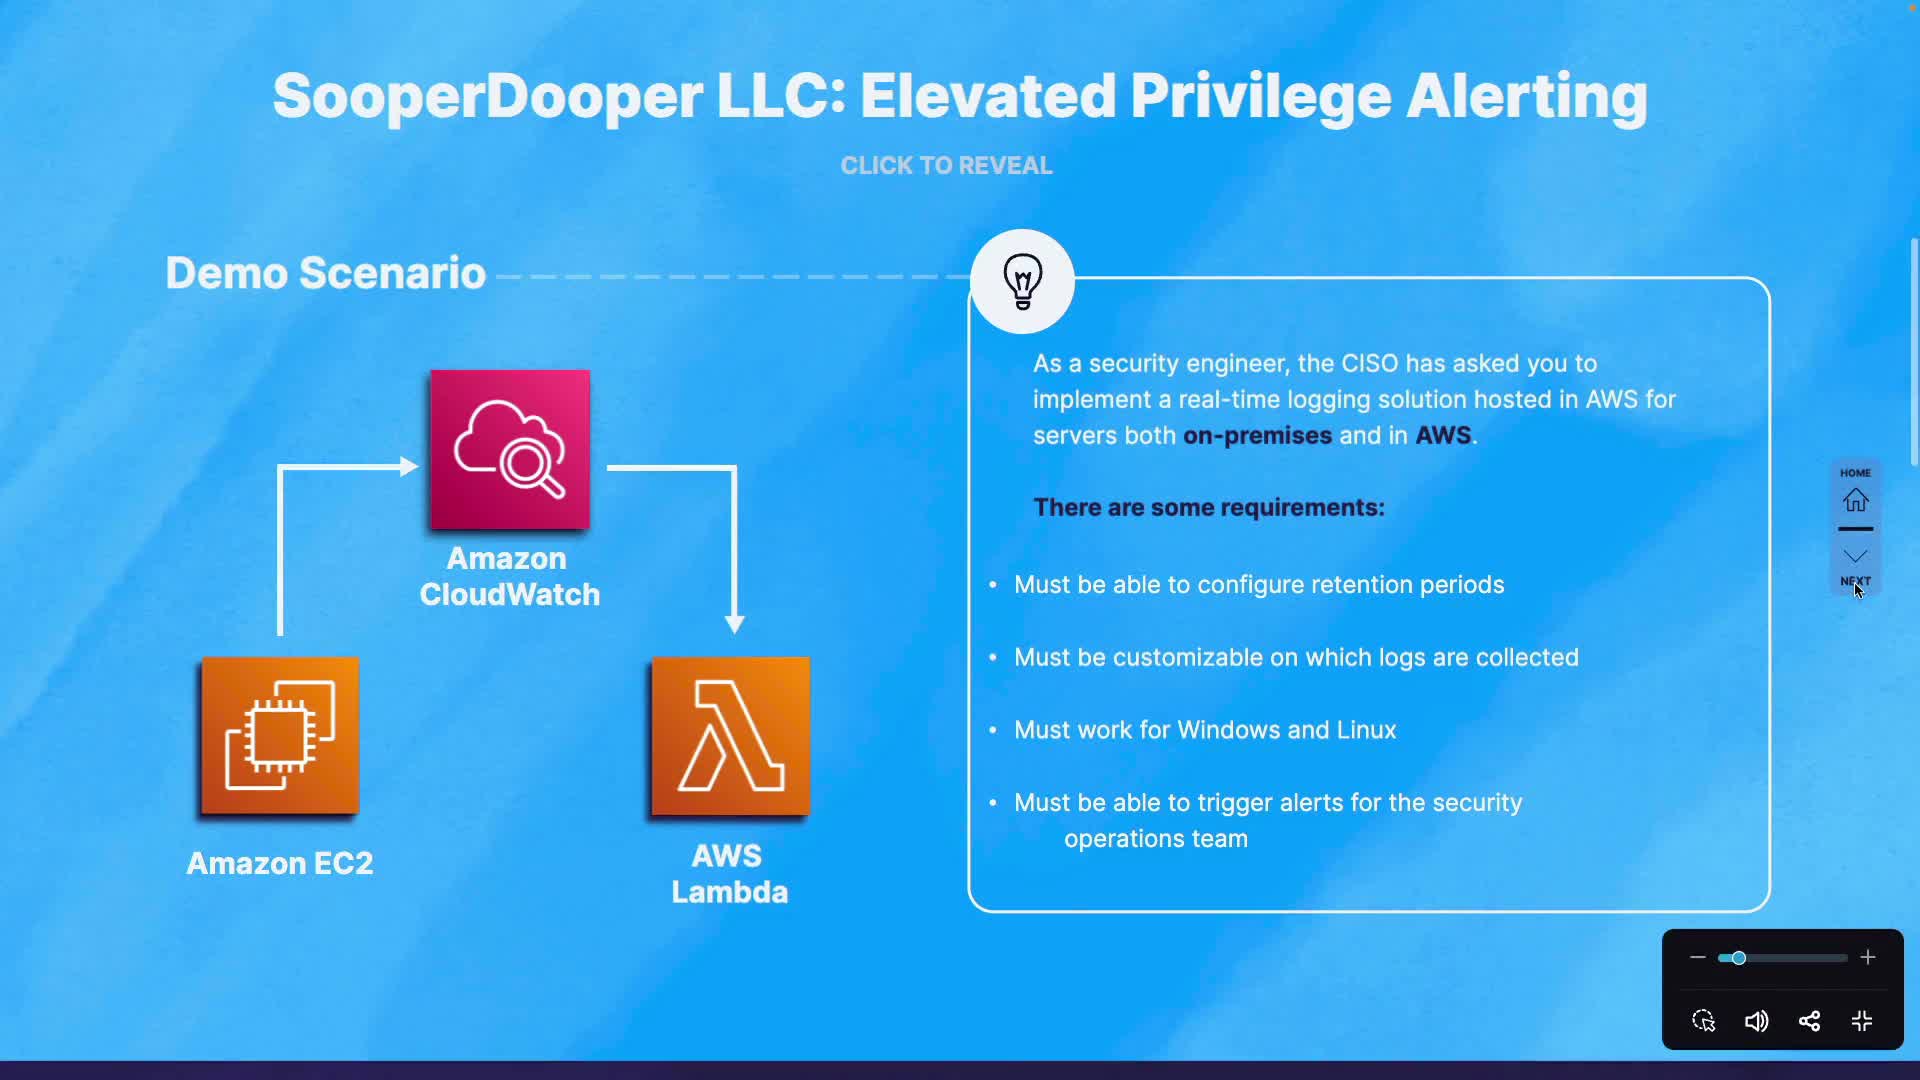 SooperDooper LLC: Elevated Privilege Alerting
CLICK TO REVEAL
Demo Scenario
Amazon
CloudWatch
Amazon EC2
AWS
Lambda
As a security engineer, the CISO has asked you to
implement a real-time logging solution hosted in AWS for
servers both on-premises and in AWS.
There are some requirements:
• Must be able to configure retention periods
• Must be customizable on which logs are collected
• Must work for Windows and Linux
• Must be able to trigger alerts for the security
operations team
HOME
NEXT